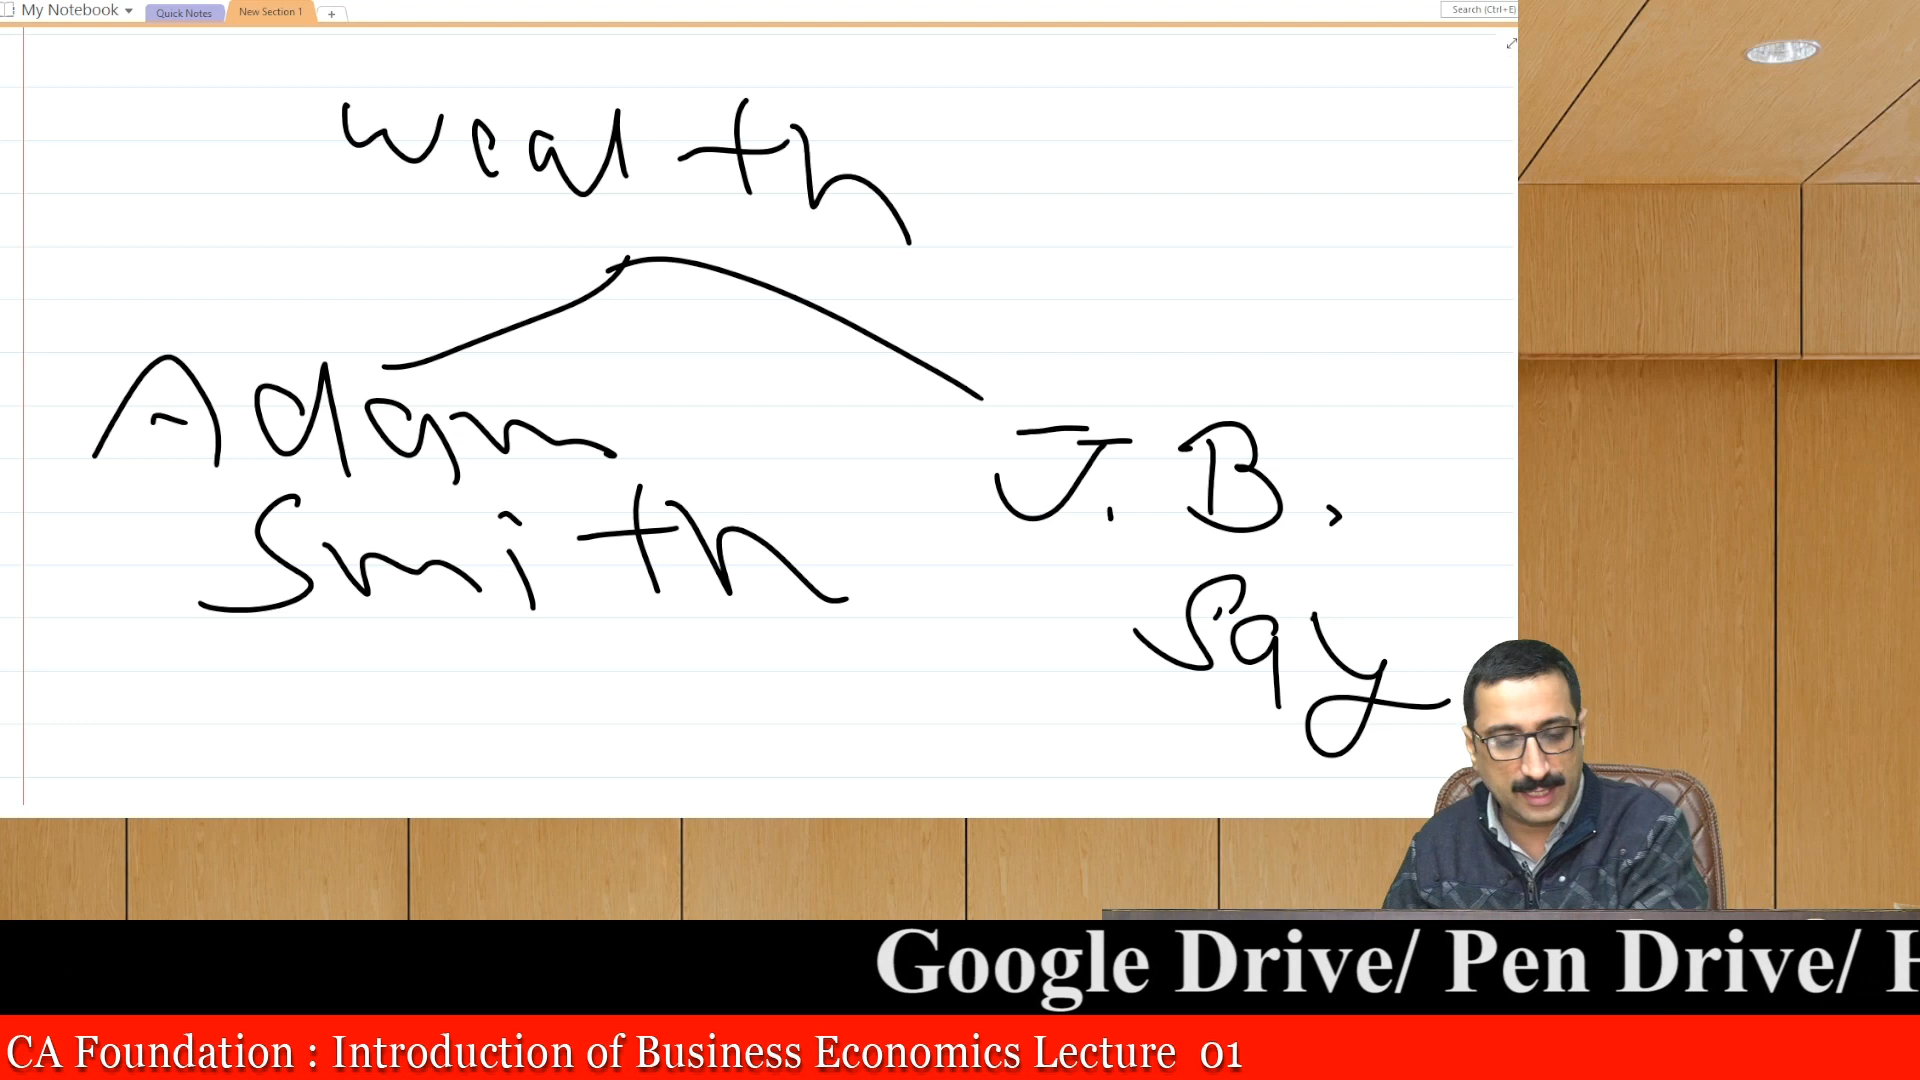 My Notebook
Quick Notes
New Section 1
+
Search (Ctrl+E)
Wealth
Adam
Smith
J. B.
Say
Google Drive/ Pen Drive/ H
CA Foundation : Introduction of Business Economics Lecture 01